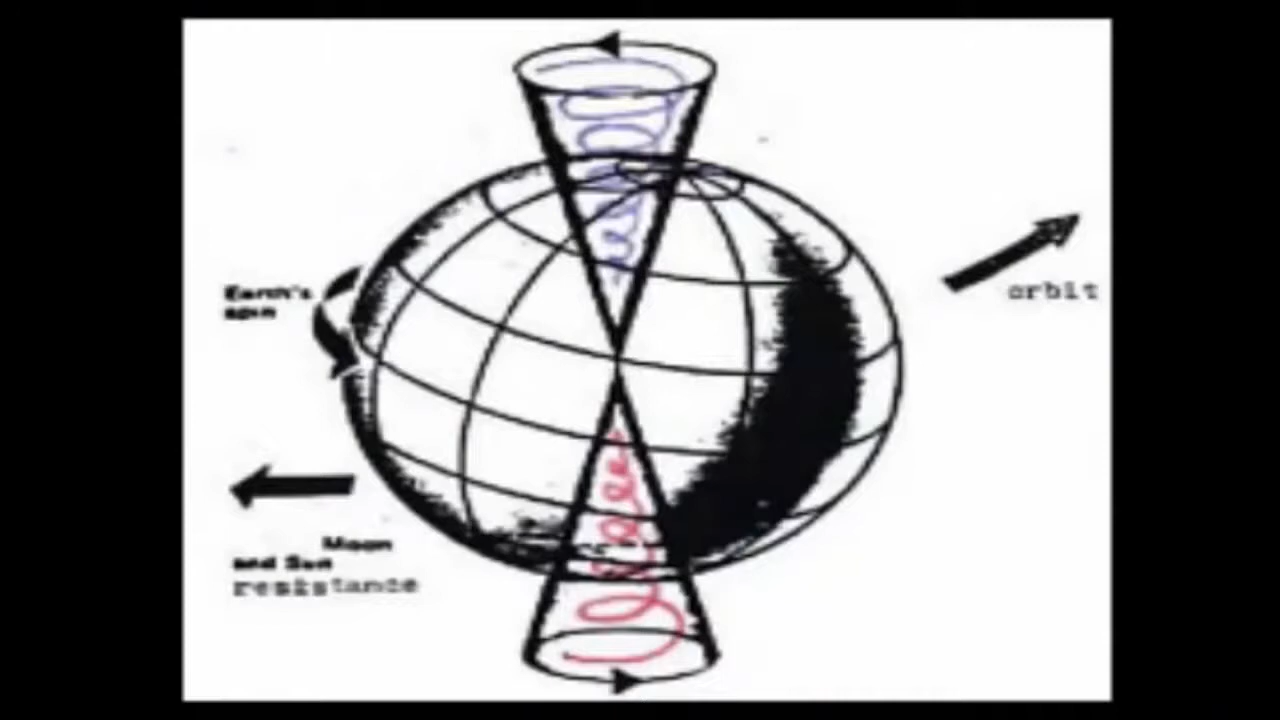 Earth's
spin
orbit
Moon
and Sun
resistance